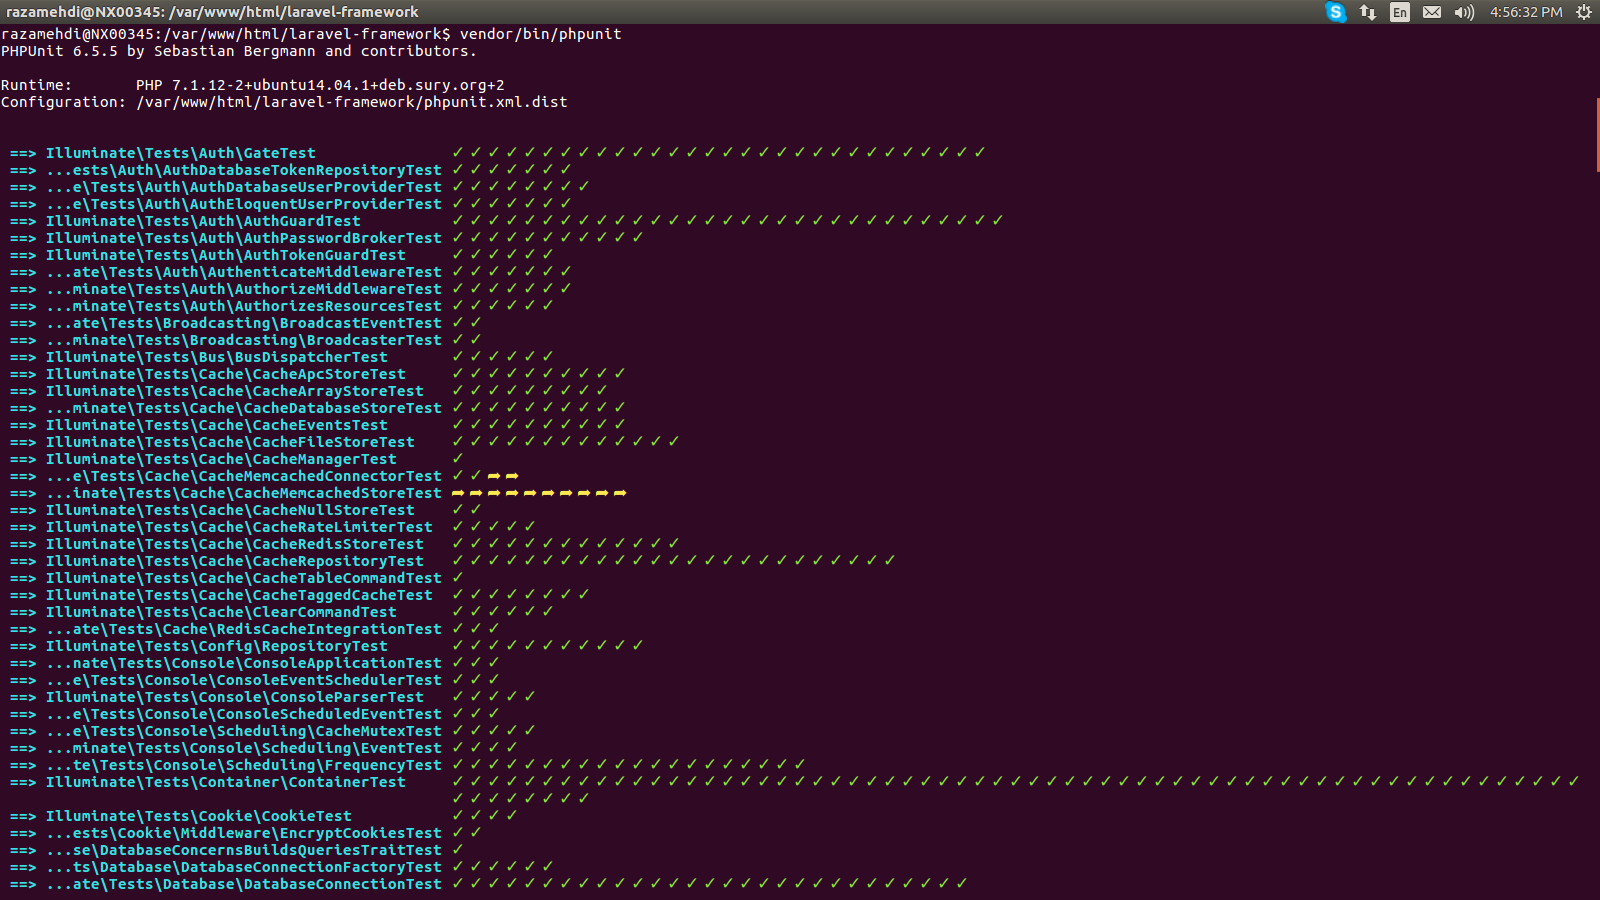 razamehdi@NX00345: /var/www/html/laravel-framework
S En 4:56:32 PM
razamehdi@NX00345:/var/www/html/laravel-framework$ vendor/bin/phpunit
PHPUnit 6.5.5 by Sebastian Bergmann and contributors.
Runtime:       PHP 7.1.12-2+ubuntu14.04.1+deb.sury.org+2
Configuration: /var/www/html/laravel-framework/phpunit.xml.dist
==> Illuminate\Tests\Auth\GateTest ✓ ✓ ✓ ✓ ✓ ✓ ✓ ✓ ✓ ✓ ✓ ✓ ✓ ✓ ✓ ✓ ✓ ✓ ✓ ✓ ✓ ✓ ✓ ✓ ✓ ✓ ✓ ✓ ✓ ✓
==> ...ests\Auth\AuthDatabaseTokenRepositoryTest ✓ ✓ ✓ ✓ ✓ ✓ ✓
==> ...e\Tests\Auth\AuthDatabaseUserProviderTest ✓ ✓ ✓ ✓ ✓ ✓ ✓ ✓
==> ...e\Tests\Auth\AuthEloquentUserProviderTest ✓ ✓ ✓ ✓ ✓ ✓ ✓
==> Illuminate\Tests\Auth\AuthGuardTest ✓ ✓ ✓ ✓ ✓ ✓ ✓ ✓ ✓ ✓ ✓ ✓ ✓ ✓ ✓ ✓ ✓ ✓ ✓ ✓ ✓ ✓ ✓ ✓ ✓ ✓ ✓ ✓ ✓ ✓ ✓
==> Illuminate\Tests\Auth\AuthPasswordBrokerTest ✓ ✓ ✓ ✓ ✓ ✓ ✓ ✓ ✓ ✓ ✓
==> Illuminate\Tests\Auth\AuthTokenGuardTest ✓ ✓ ✓ ✓ ✓ ✓
==> ...ate\Tests\Auth\AuthenticateMiddlewareTest ✓ ✓ ✓ ✓ ✓ ✓ ✓
==> ...minate\Tests\Auth\AuthorizeMiddlewareTest ✓ ✓ ✓ ✓ ✓ ✓ ✓
==> ...minate\Tests\Auth\AuthorizesResourcesTest ✓ ✓ ✓ ✓ ✓ ✓
==> ...ate\Tests\Broadcasting\BroadcastEventTest ✓ ✓
==> ...minate\Tests\Broadcasting\BroadcasterTest ✓ ✓
==> Illuminate\Tests\Bus\BusDispatcherTest ✓ ✓ ✓ ✓ ✓ ✓
==> Illuminate\Tests\Cache\CacheApcStoreTest ✓ ✓ ✓ ✓ ✓ ✓ ✓ ✓ ✓ ✓
==> Illuminate\Tests\Cache\CacheArrayStoreTest ✓ ✓ ✓ ✓ ✓ ✓ ✓ ✓ ✓
==> ...minate\Tests\Cache\CacheDatabaseStoreTest ✓ ✓ ✓ ✓ ✓ ✓ ✓ ✓ ✓ ✓
==> Illuminate\Tests\Cache\CacheEventsTest ✓ ✓ ✓ ✓ ✓ ✓ ✓ ✓ ✓ ✓
==> Illuminate\Tests\Cache\CacheFileStoreTest ✓ ✓ ✓ ✓ ✓ ✓ ✓ ✓ ✓ ✓ ✓ ✓ ✓
==> Illuminate\Tests\Cache\CacheManagerTest ✓
==> ...e\Tests\Cache\CacheMemcachedConnectorTest ✓ ✓ ➦ ➦
==> ...inate\Tests\Cache\CacheMemcachedStoreTest ➦ ➦ ➦ ➦ ➦ ➦ ➦ ➦ ➦ ➦
==> Illuminate\Tests\Cache\CacheNullStoreTest ✓ ✓
==> Illuminate\Tests\Cache\CacheRateLimiterTest ✓ ✓ ✓ ✓ ✓
==> Illuminate\Tests\Cache\CacheRedisStoreTest ✓ ✓ ✓ ✓ ✓ ✓ ✓ ✓ ✓ ✓ ✓ ✓ ✓
==> Illuminate\Tests\Cache\CacheRepositoryTest ✓ ✓ ✓ ✓ ✓ ✓ ✓ ✓ ✓ ✓ ✓ ✓ ✓ ✓ ✓ ✓ ✓ ✓ ✓ ✓ ✓ ✓ ✓ ✓ ✓
==> Illuminate\Tests\Cache\CacheTableCommandTest ✓
==> Illuminate\Tests\Cache\CacheTaggedCacheTest ✓ ✓ ✓ ✓ ✓ ✓ ✓ ✓
==> Illuminate\Tests\Cache\ClearCommandTest ✓ ✓ ✓ ✓ ✓ ✓
==> ...ate\Tests\Cache\RedisCacheIntegrationTest ✓ ✓ ✓
==> Illuminate\Tests\Config\RepositoryTest ✓ ✓ ✓ ✓ ✓ ✓ ✓ ✓ ✓ ✓ ✓
==> ...nate\Tests\Console\ConsoleApplicationTest ✓ ✓ ✓
==> ...e\Tests\Console\ConsoleEventSchedulerTest ✓ ✓ ✓
==> Illuminate\Tests\Console\ConsoleParserTest ✓ ✓ ✓ ✓ ✓
==> ...e\Tests\Console\ConsoleScheduledEventTest ✓ ✓ ✓
==> ...e\Tests\Console\Scheduling\CacheMutexTest ✓ ✓ ✓ ✓ ✓
==> ...minate\Tests\Console\Scheduling\EventTest ✓ ✓ ✓ ✓
==> ...te\Tests\Console\Scheduling\FrequencyTest ✓ ✓ ✓ ✓ ✓ ✓ ✓ ✓ ✓ ✓ ✓ ✓ ✓ ✓ ✓ ✓ ✓ ✓ ✓ ✓
==> Illuminate\Tests\Container\ContainerTest ✓ ✓ ✓ ✓ ✓ ✓ ✓ ✓ ✓ ✓ ✓ ✓ ✓ ✓ ✓ ✓ ✓ ✓ ✓ ✓ ✓ ✓ ✓ ✓ ✓ ✓ ✓ ✓ ✓ ✓ ✓ ✓ ✓ ✓ ✓ ✓ ✓ ✓ ✓ ✓ ✓ ✓ ✓ ✓ ✓ ✓ ✓ ✓ ✓ ✓ ✓ ✓ ✓ ✓ ✓ ✓ ✓ ✓ ✓ ✓ ✓ ✓ ✓
✓ ✓ ✓ ✓ ✓ ✓ ✓ ✓
==> Illuminate\Tests\Cookie\CookieTest ✓ ✓ ✓ ✓
==> ...ests\Cookie\Middleware\EncryptCookiesTest ✓ ✓
==> ...se\DatabaseConcernsBuildsQueriesTraitTest ✓
==> ...ts\Database\DatabaseConnectionFactoryTest ✓ ✓ ✓ ✓ ✓ ✓
==> ...ate\Tests\Database\DatabaseConnectionTest ✓ ✓ ✓ ✓ ✓ ✓ ✓ ✓ ✓ ✓ ✓ ✓ ✓ ✓ ✓ ✓ ✓ ✓ ✓ ✓ ✓ ✓ ✓ ✓ ✓ ✓ ✓ ✓ ✓